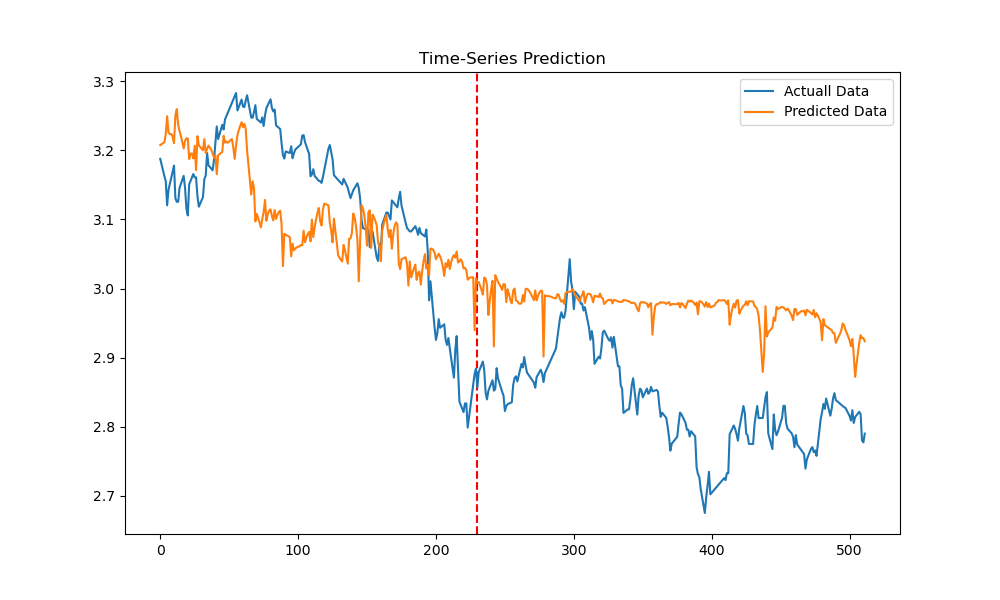 Time-Series Prediction
Actuall Data
Predicted Data
3.3
3.2
3.1
3.0
2.9
2.8
2.7
0 100 200 300 400 500